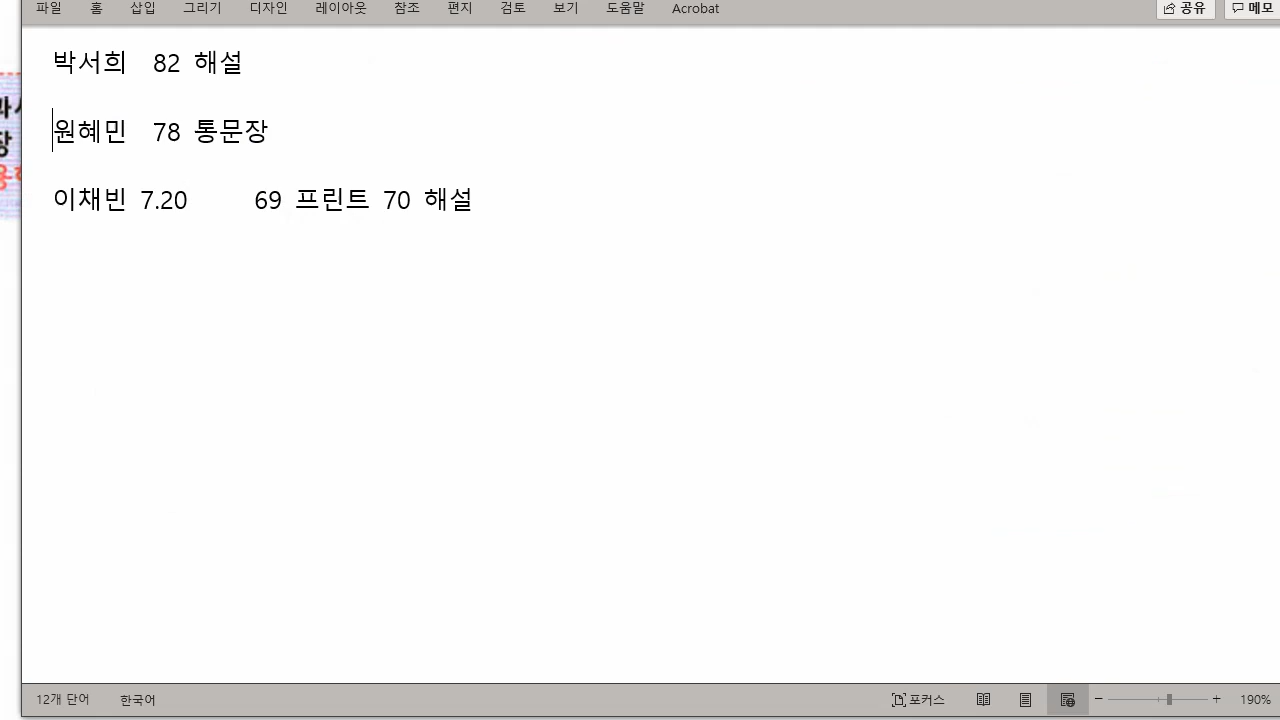 파일 홈 삽입 그리기 디자인 레이아웃 참조 편지 검토 보기 도움말 Acrobat 공유 메모
박서희 82 해설
원혜민 78 통문장
이채빈 7.20 69 프린트 70 해설
12개 단어 한국어 포커스 190%